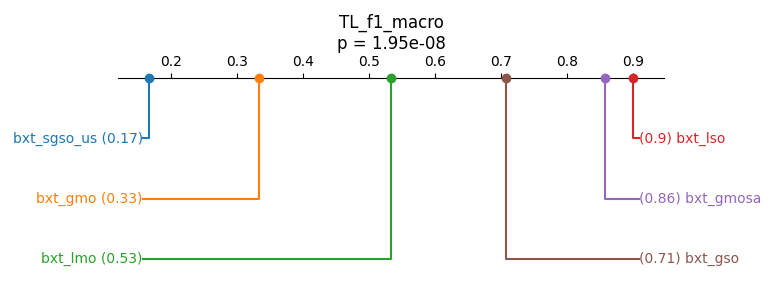 TL_f1_macro
p = 1.95e-08
0.2 0.3 0.4 0.5 0.6 0.7 0.8 0.9
bxt_sgso_us (0.17) (0.9) bxt_lso
bxt_gmo (0.33) (0.86) bxt_gmosa
bxt_lmo (0.53) (0.71) bxt_gso